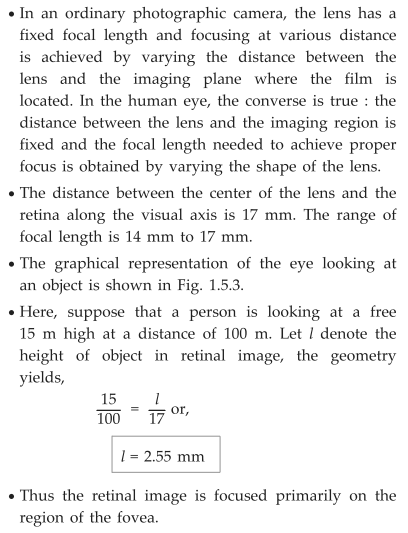 • In an ordinary photographic camera, the lens has a
fixed focal length and focusing at various distance
is achieved by varying the distance between the
lens and the imaging plane where the film is
located. In the human eye, the converse is true : the
distance between the lens and the imaging region is
fixed and the focal length needed to achieve proper
focus is obtained by varying the shape of the lens.
• The distance between the center of the lens and the
retina along the visual axis is 17 mm. The range of
focal length is 14 mm to 17 mm.
• The graphical representation of the eye looking at
an object is shown in Fig. 1.5.3.
• Here, suppose that a person is looking at a free
15 m high at a distance of 100 m. Let l denote the
height of object in retinal image, the geometry
yields,
15/100 = l/17 or,
l = 2.55 mm
• Thus the retinal image is focused primarily on the
region of the fovea.